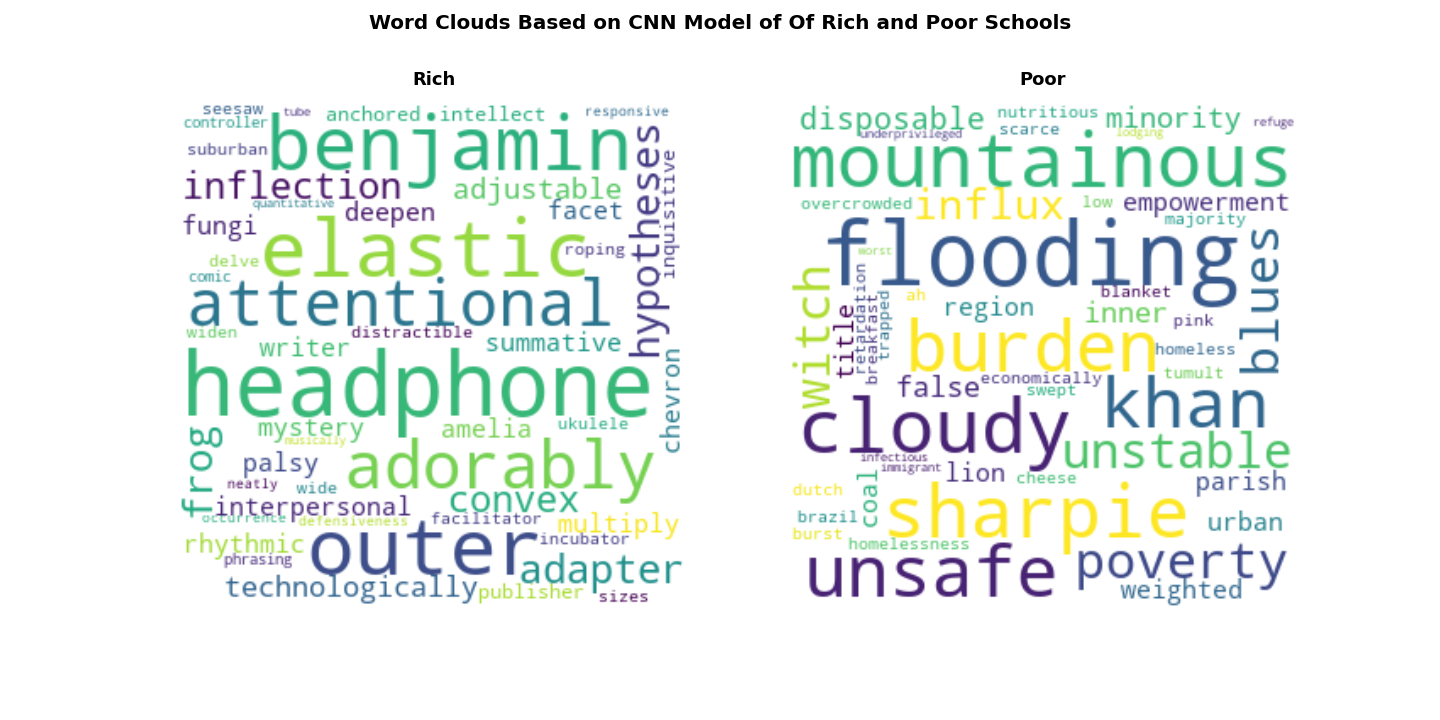 Word Clouds Based on CNN Model of Of Rich and Poor Schools
Rich
seesaw
tube
anchored
intellect
responsive
controller
benjamin
suburban
hypotheses
inquisitive
inflection
adjustable
quantitative
deepen
facet
fungi
elastic
roping
delve
comic
attentional
widen
distractible
writer
summative
headphone
chevron
mystery
amelia
ukulele
musically
frog
palsy
adorably
neatly
wide
convex
interpersonal
occurrence
defensiveness
facilitator
multiply
rhythmic
outer
incubator
phrasing
adapter
technologically
publisher
sizes
Poor
disposable
nutritious
minority
refuge
underprivileged
scarce
lodging
mountainous
overcrowded
influx
low
empowerment
majority
flooding
blues
worst
witch
title
retardation
breakfast
trapped
ah
blanket
region
inner
pink
burden
homeless
economically
tumult
false
swept
khan
cloudy
unstable
infectious
immigrant
lion
cheese
parish
dutch
coal
sharpie
brazil
urban
burst
homelessness
unsafe
poverty
weighted